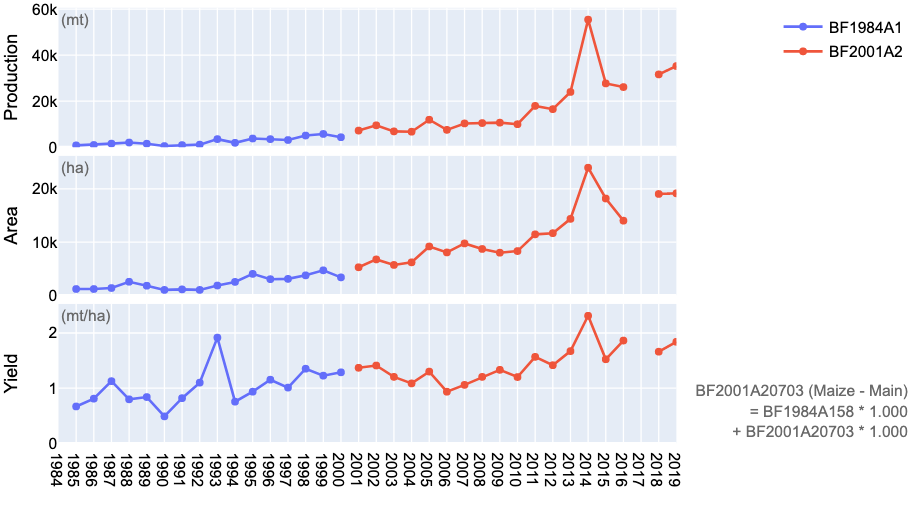 60k
(mt)
40k
20k
0
Production
(ha)
20k
10k
0
Area
(mt/ha)
2
1
0
Yield
1984
1985
1986
1987
1988
1989
1990
1991
1992
1993
1994
1995
1996
1997
1998
1999
2000
2001
2002
2003
2004
2005
2006
2007
2008
2009
2010
2011
2012
2013
2014
2015
2016
2017
2018
2019
BF1984A1
BF2001A2
BF2001A20703 (Maize - Main)
= BF1984A158 * 1.000
+ BF2001A20703 * 1.000